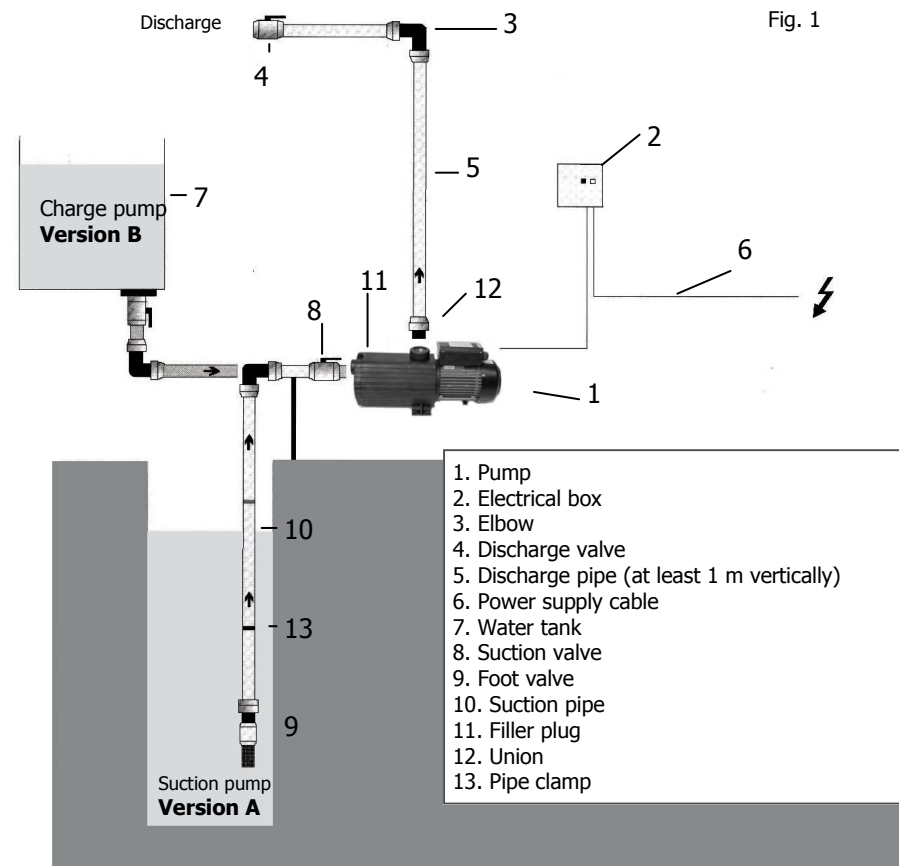 Discharge
3
Fig. 1
4
2
5
7
Charge pump
Version B
6
11
12
8
1
10
13
9
Suction pump
Version A
1. Pump
2. Electrical box
3. Elbow
4. Discharge valve
5. Discharge pipe (at least 1 m vertically)
6. Power supply cable
7. Water tank
8. Suction valve
9. Foot valve
10. Suction pipe
11. Filler plug
12. Union
13. Pipe clamp